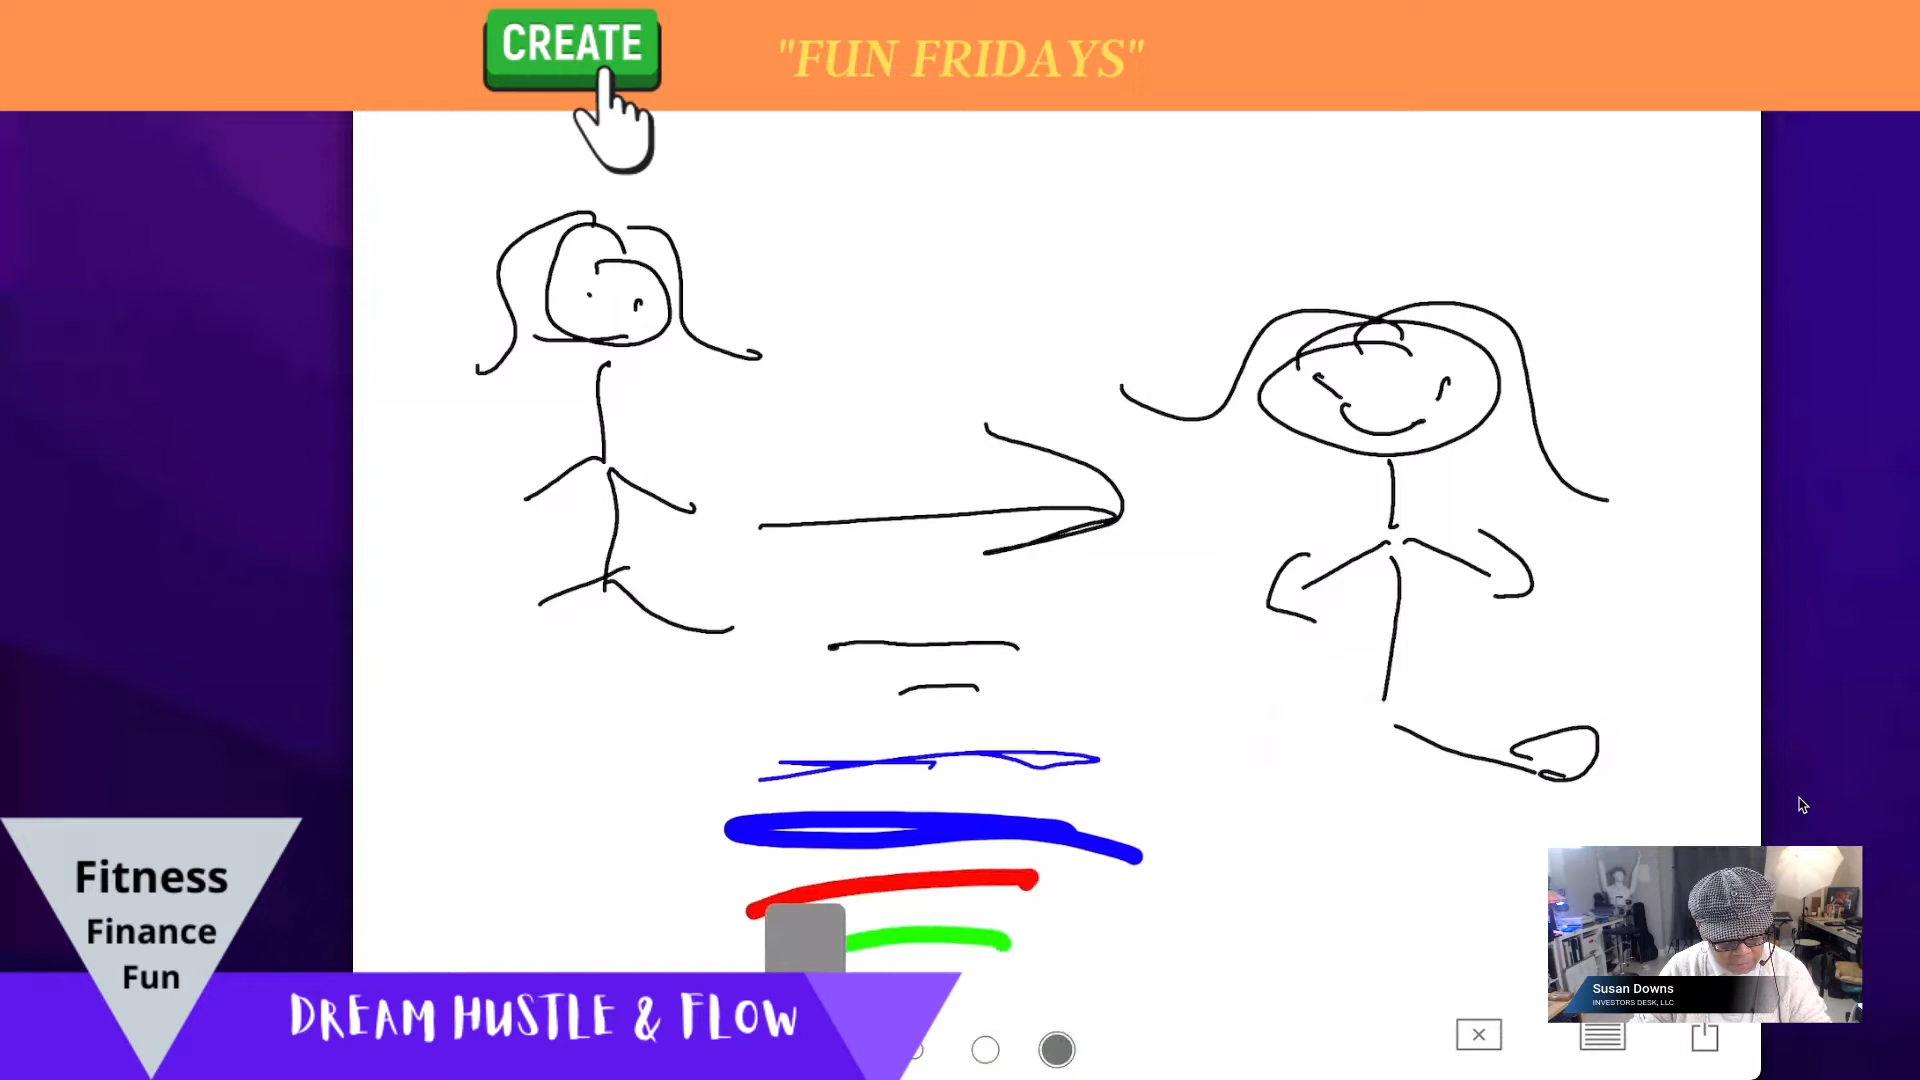 CREATE
"FUN FRIDAYS"
Fitness
Finance
Fun
DREAM HUSTLE & FLOW
Susan Downs
INVESTORS DESK, LLC